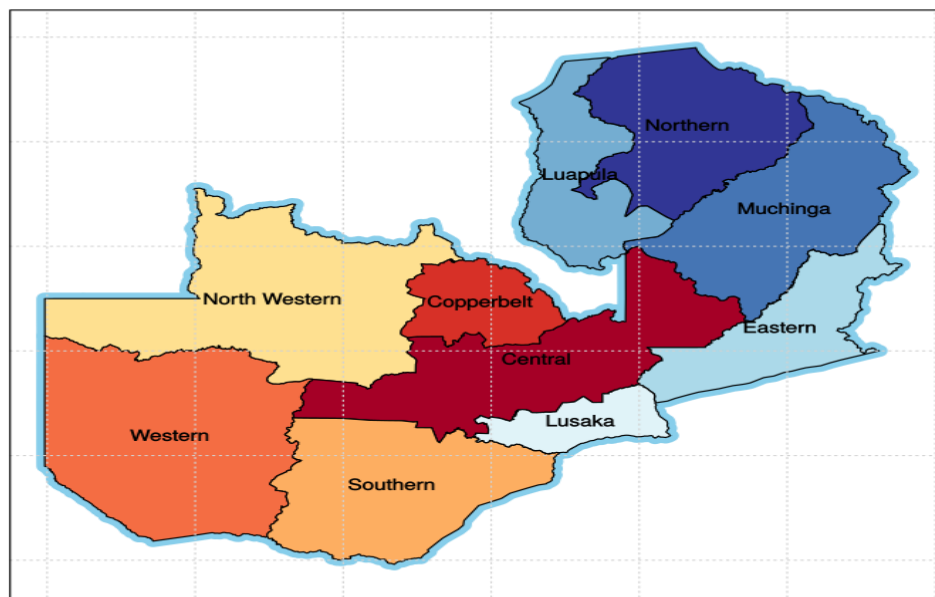 Northern
Luapula
Muchinga
North Western
Copperbelt
Eastern
Central
Lusaka
Western
Southern